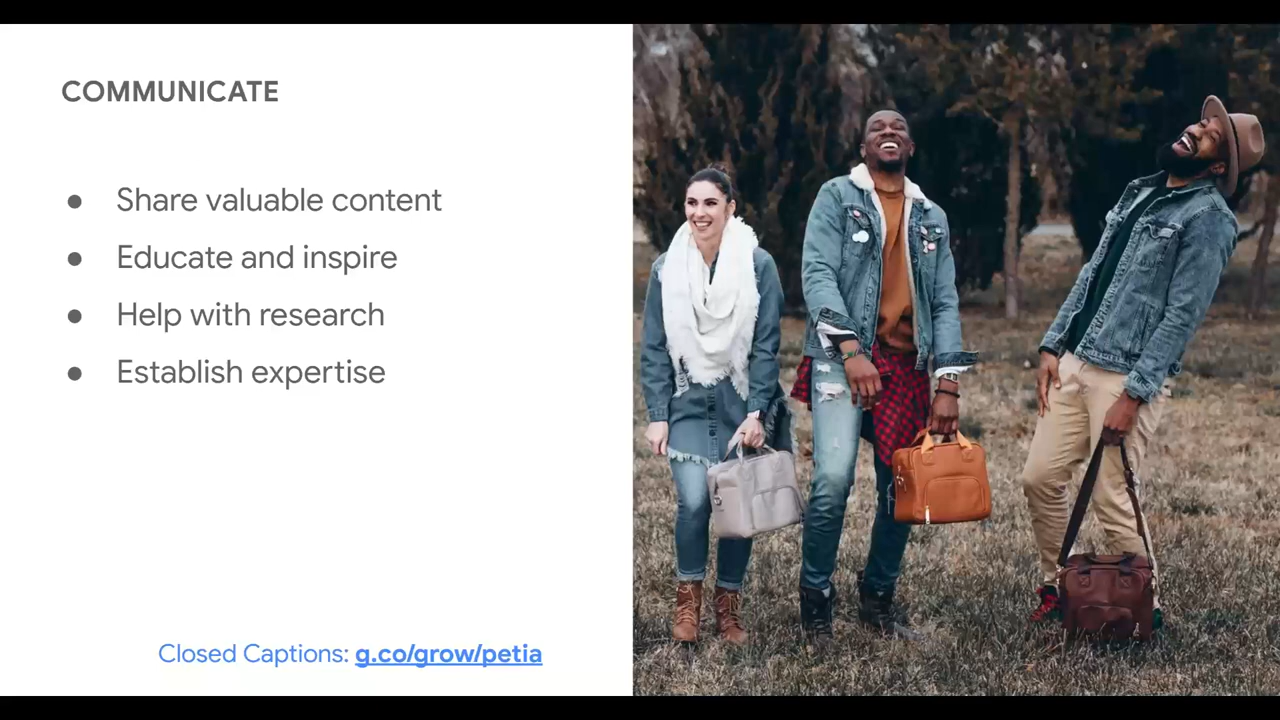 COMMUNICATE
● Share valuable content
● Educate and inspire
● Help with research
● Establish expertise
Closed Captions: g.co/grow/petia